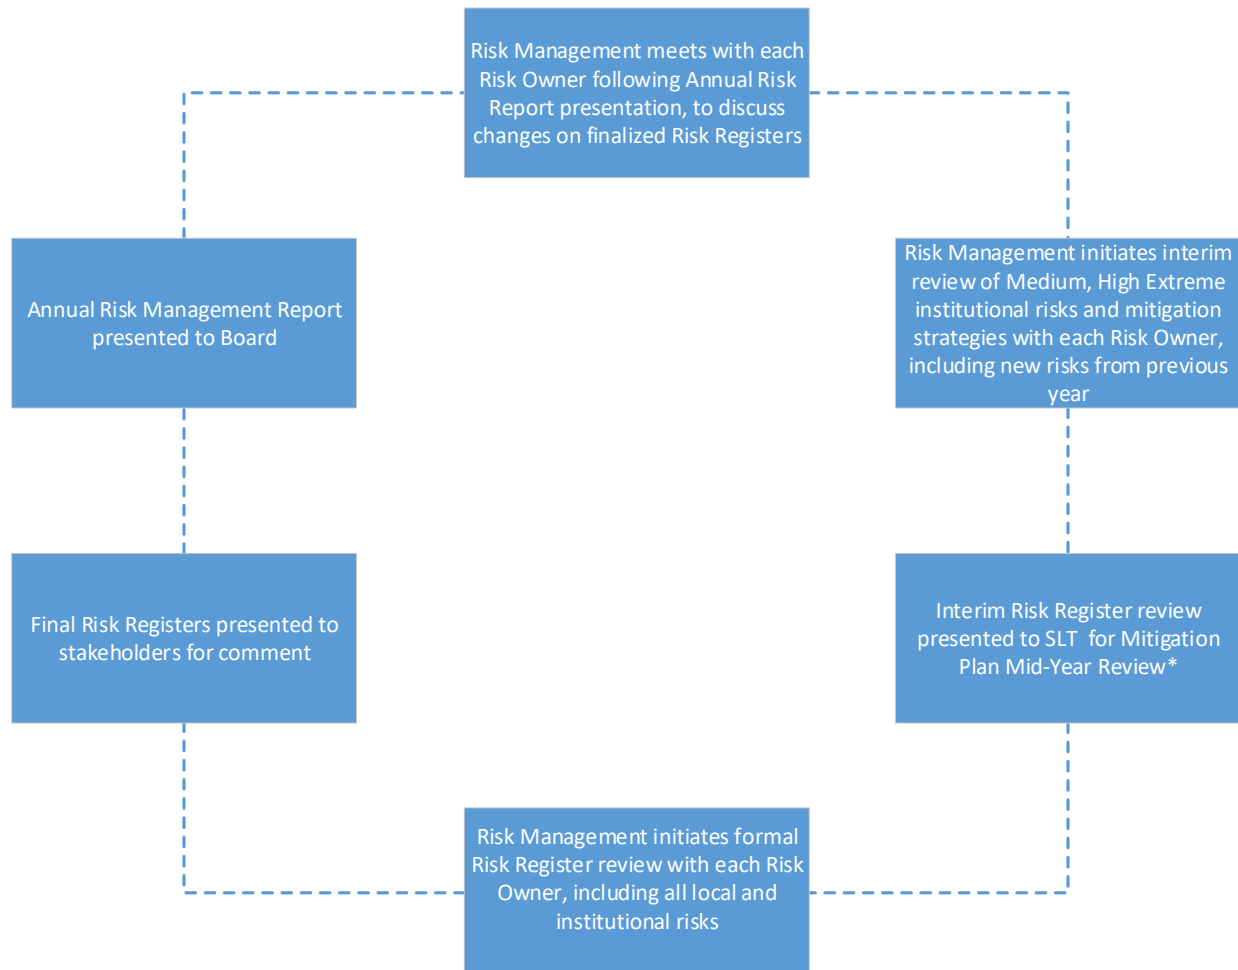 Risk Management meets with each
Risk Owner following Annual Risk
Report presentation, to discuss
changes on finalized Risk Registers
Risk Management initiates interim
review of Medium, High Extreme
institutional risks and mitigation
strategies with each Risk Owner,
including new risks from previous
year
Annual Risk Management Report
presented to Board
Interim Risk Register review
presented to SLT for Mitigation
Plan Mid-Year Review*
Final Risk Registers presented to
stakeholders for comment
Risk Management initiates formal
Risk Register review with each Risk
Owner, including all local and
institutional risks